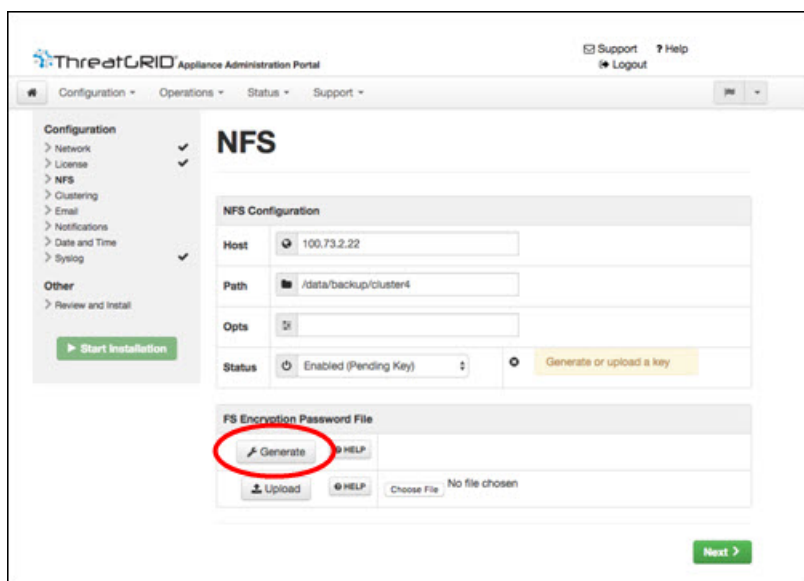 ThreatGRID Appliance Administration Portal
Support ? Help
Logout
Configuration Operations Status Support
Configuration
> Network
> License
> NFS
> Clustering
> Email
> Notifications
> Date and Time
> Syslog
Other
> Review and Install
Start Installation
NFS
NFS Configuration
Host 100.73.2.22
Path /data/backup/cluster4
Opts
Status Enabled (Pending Key) Generate or upload a key
FS Encryption Password File
Generate HELP
Upload HELP Choose File No file chosen
Next >